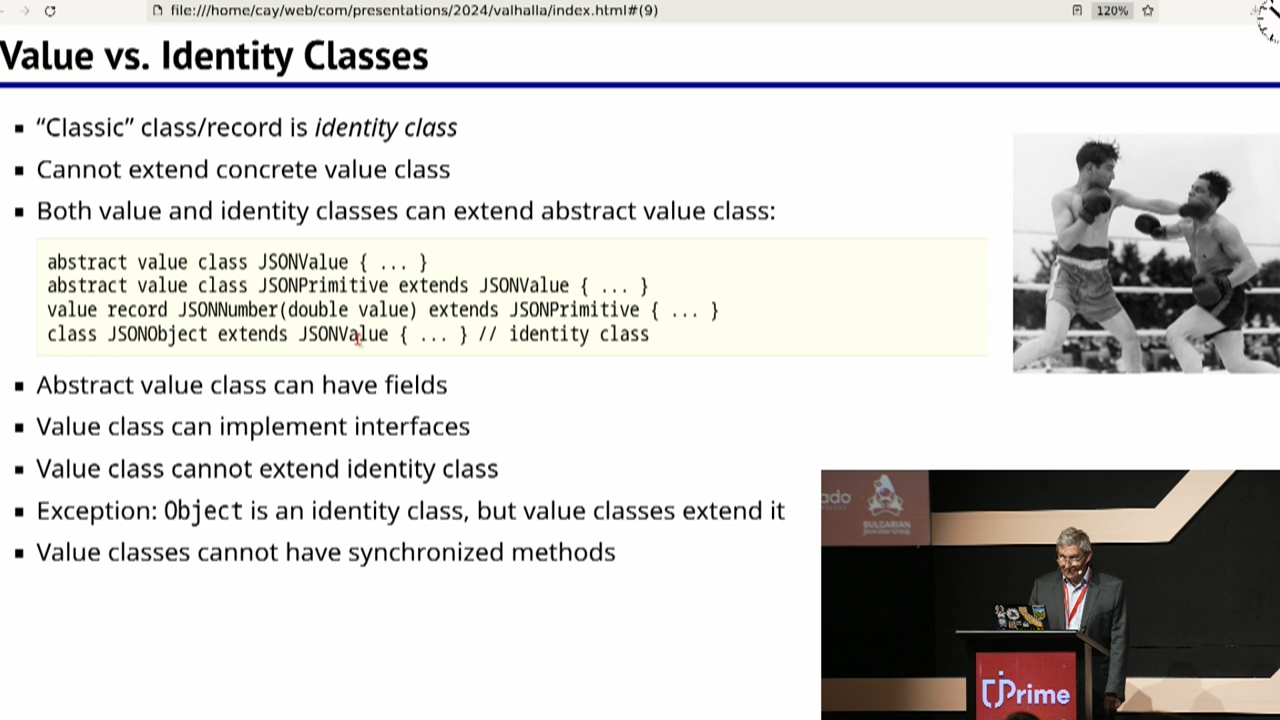 file:///home/cay/web/com/presentations/2024/valhalla/index.html#(9)
120%
Value vs. Identity Classes
▪ “Classic” class/record is identity class
▪ Cannot extend concrete value class
▪ Both value and identity classes can extend abstract value class:
abstract value class JSONValue { ... }
abstract value class JSONPrimitive extends JSONValue { ... }
value record JSONNumber(double value) extends JSONPrimitive { ... }
class JSONObject extends JSONValue { ... } // identity class
▪ Abstract value class can have fields
▪ Value class can implement interfaces
▪ Value class cannot extend identity class
▪ Exception: Object is an identity class, but value classes extend it
▪ Value classes cannot have synchronized methods
ado
BULGARIAN
jPrime